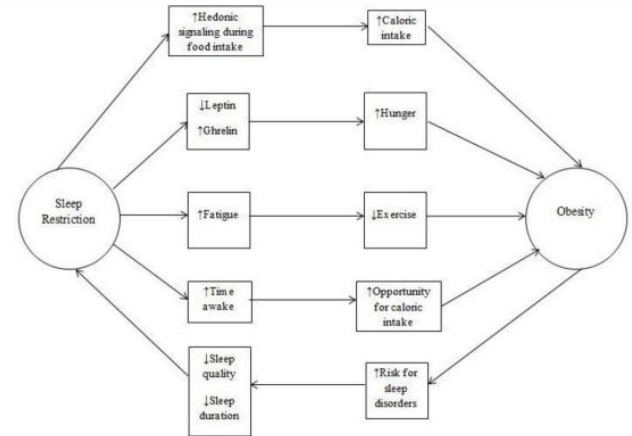 ↑Hedonic
signaling during
food intake
↑Caloric
intake
↓Leptin
↑Ghrelin
↑Hunger
Sleep
Restriction
↑Fatigue
↓Exercise
Obesity
↑Time
awake
↑Opportunity
for caloric
intake
↓Sleep
quality
↓Sleep
duration
↑Risk for
sleep
disorders